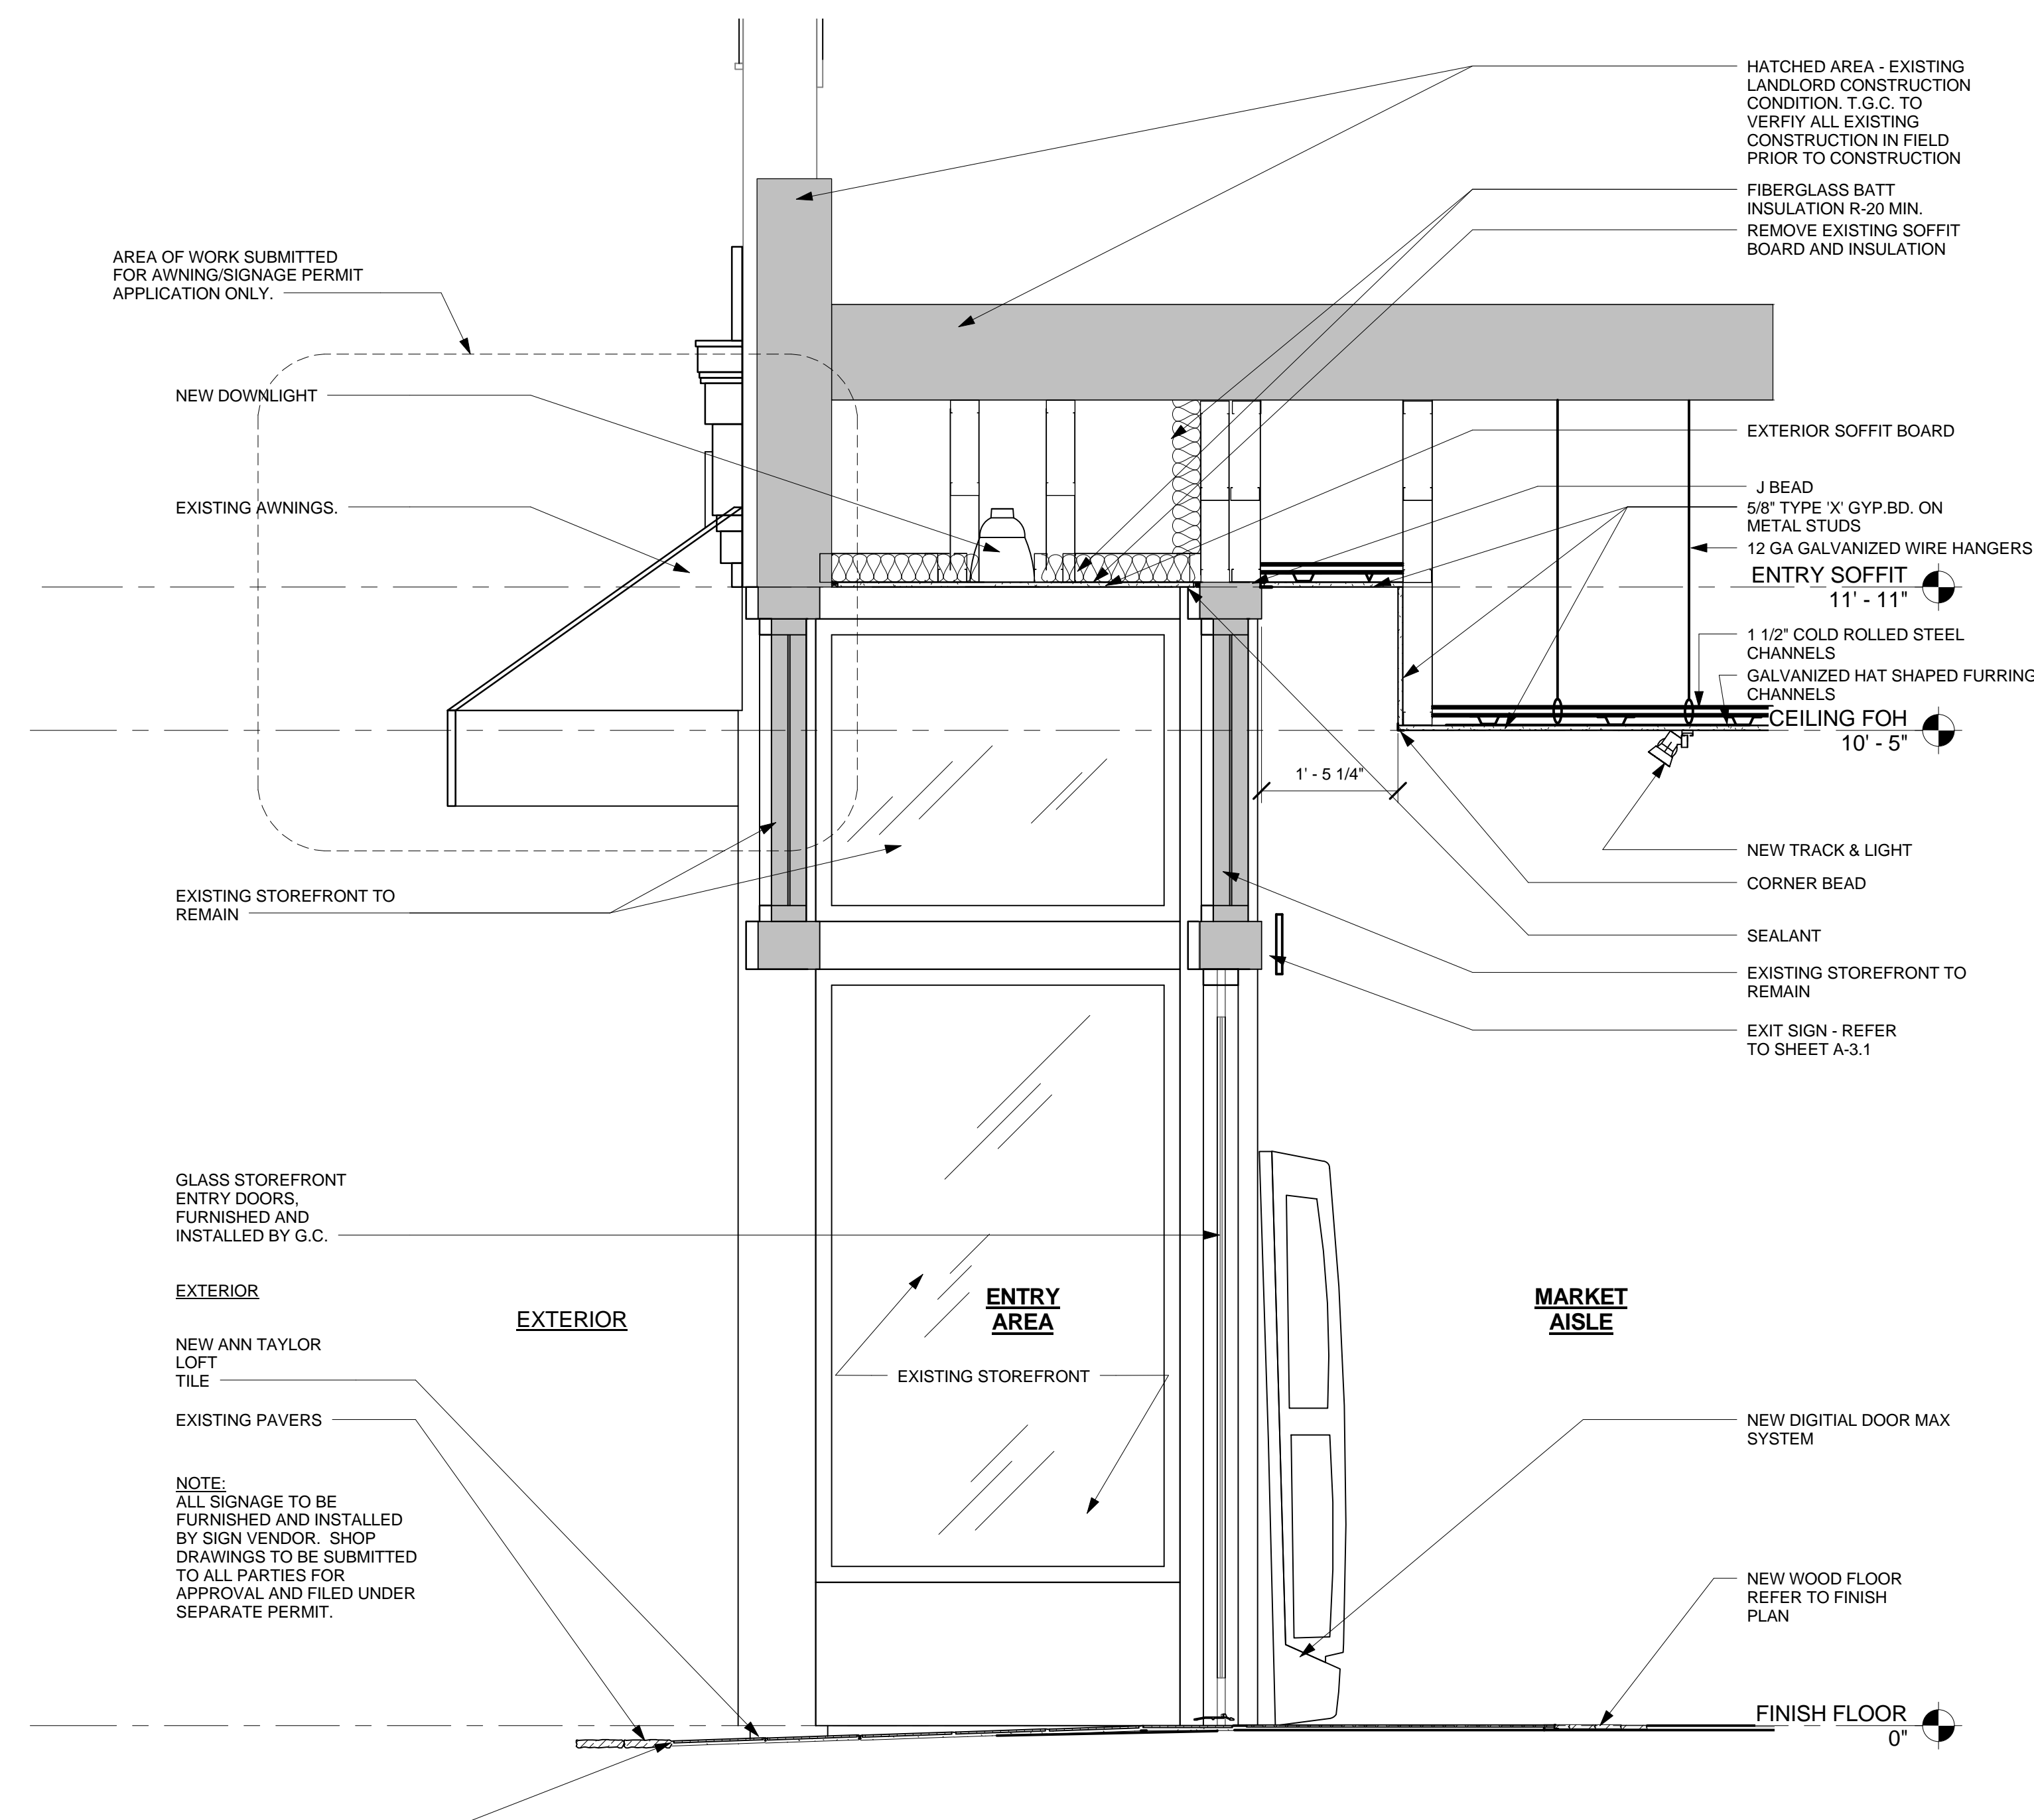 HATCHED AREA - EXISTING
LANDLORD CONSTRUCTION
CONDITION. T.G.C. TO
VERFIY ALL EXISTING
CONSTRUCTION IN FIELD
PRIOR TO CONSTRUCTION
FIBERGLASS BATT
INSULATION R-20 MIN.
REMOVE EXISTING SOFFIT
BOARD AND INSULATION
AREA OF WORK SUBMITTED
FOR AWNING/SIGNAGE PERMIT
APPLICATION ONLY.
NEW DOWNLIGHT
EXISTING AWNINGS.
EXTERIOR SOFFIT BOARD
J BEAD
5/8" TYPE 'X' GYP.BD. ON
METAL STUDS
12 GA GALVANIZED WIRE HANGERS
ENTRY SOFFIT
11' - 11"
1 1/2" COLD ROLLED STEEL
CHANNELS
GALVANIZED HAT SHAPED FURRING
CHANNELS
CEILING FOH
10' - 5"
1' - 5 1/4"
NEW TRACK & LIGHT
CORNER BEAD
SEALANT
EXISTING STOREFRONT TO
REMAIN
EXIT SIGN - REFER
TO SHEET A-3.1
EXISTING STOREFRONT TO
REMAIN
GLASS STOREFRONT
ENTRY DOORS,
FURNISHED AND
INSTALLED BY G.C.
EXTERIOR
EXTERIOR
ENTRY
AREA
MARKET
AISLE
NEW ANN TAYLOR
LOFT
TILE
EXISTING STOREFRONT
EXISTING PAVERS
NEW DIGITIAL DOOR MAX
SYSTEM
NOTE:
ALL SIGNAGE TO BE
FURNISHED AND INSTALLED
BY SIGN VENDOR. SHOP
DRAWINGS TO BE SUBMITTED
TO ALL PARTIES FOR
APPROVAL AND FILED UNDER
SEPARATE PERMIT.
NEW WOOD FLOOR
REFER TO FINISH
PLAN
FINISH FLOOR
0"